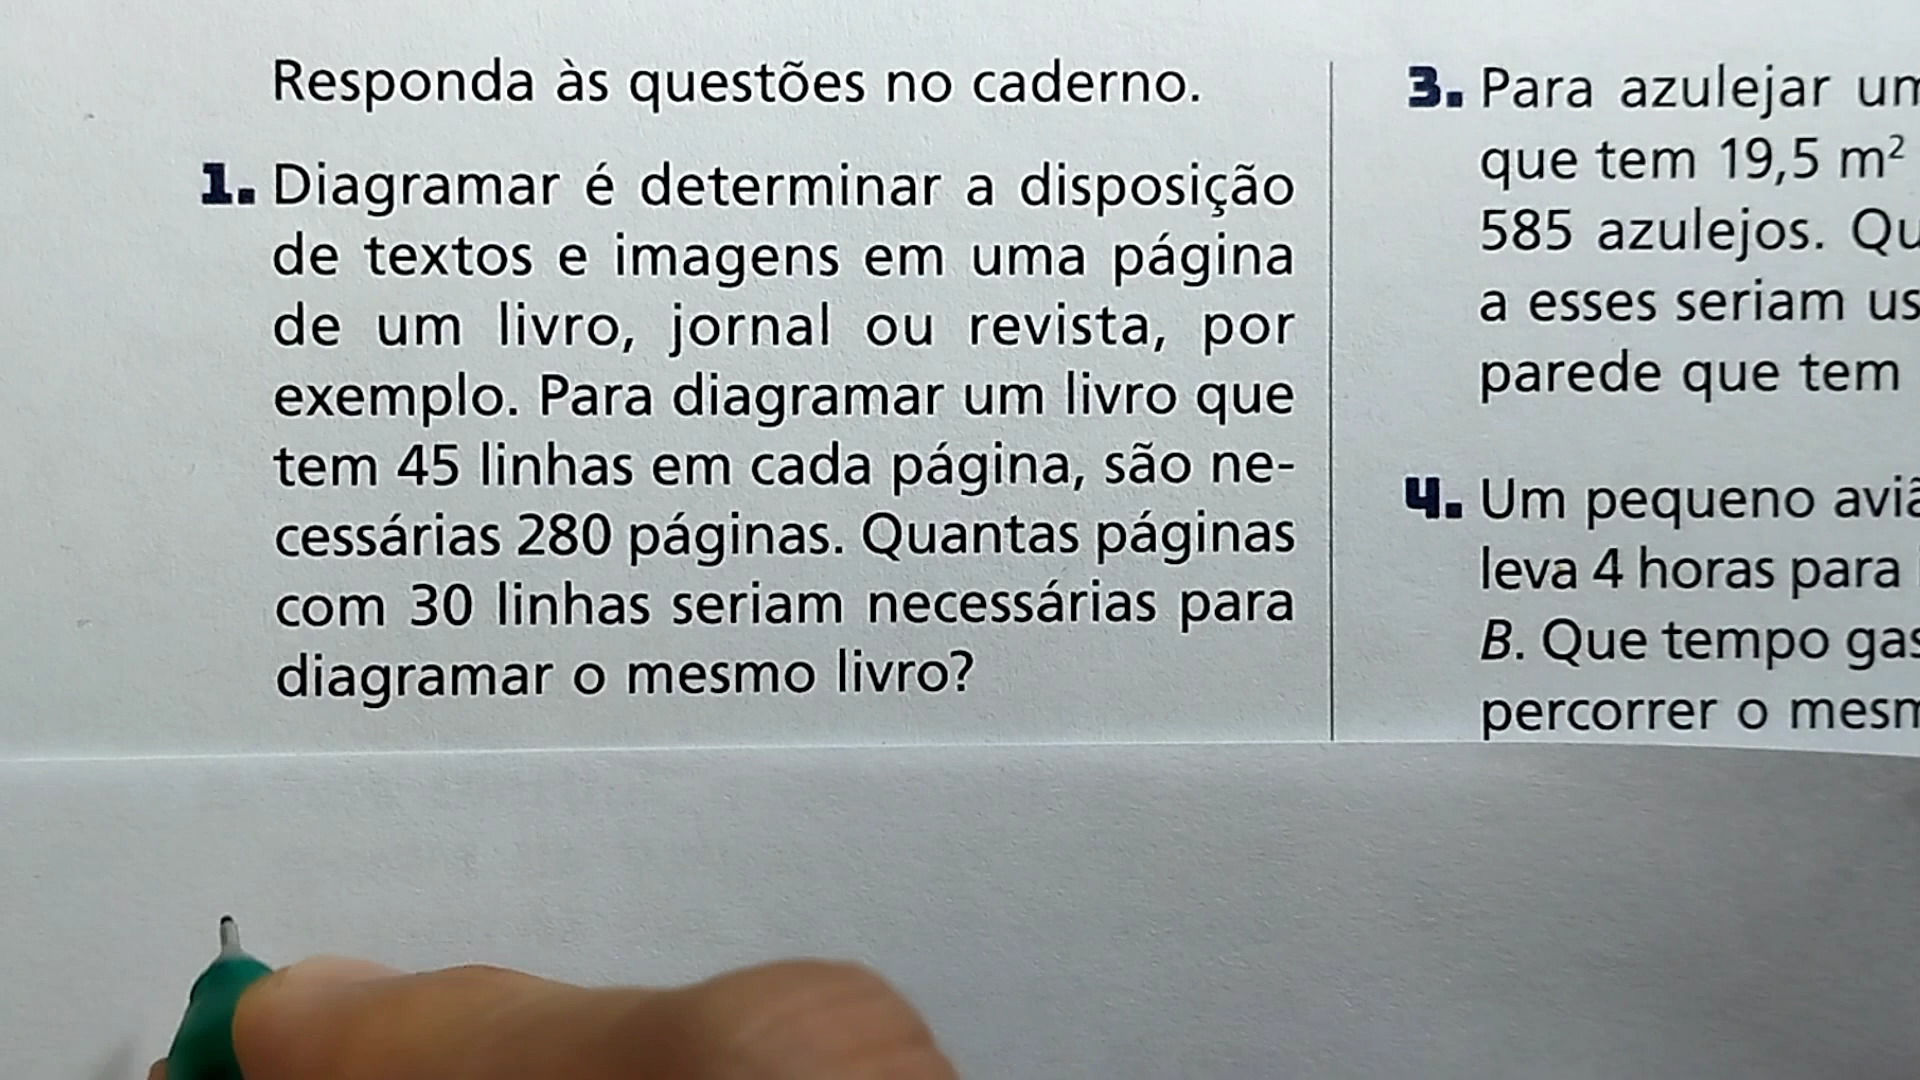 Responda às questões no caderno.
1. Diagramar é determinar a disposição
de textos e imagens em uma página
de um livro, jornal ou revista, por
exemplo. Para diagramar um livro que
tem 45 linhas em cada página, são ne-
cessárias 280 páginas. Quantas páginas
com 30 linhas seriam necessárias para
diagramar o mesmo livro?
3. Para azulejar
que tem 19,5 m²
585 azulejos.
a esses seriam
parede que tem
4. Um pequeno
leva 4 horas para
B. Que tempo
percorrer o